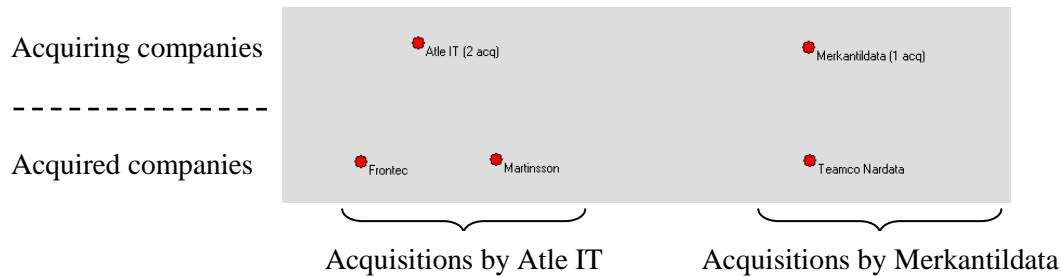 Acquiring companies
Atle IT (2 acq)
Merkantildata (1 acq)
Acquired companies
Frontec
Martinsson
Teamco Nardata
Acquisitions by Atle IT
Acquisitions by Merkantildata